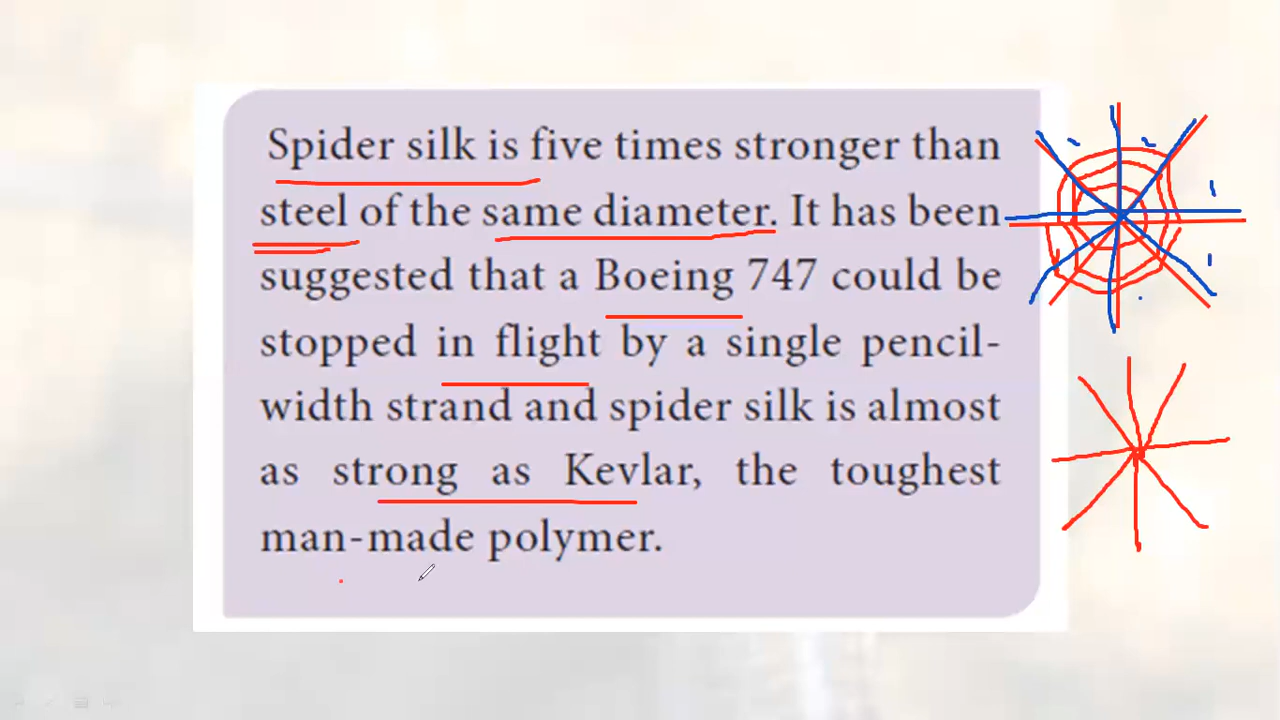 Spider silk is five times stronger than
steel of the same diameter. It has been
suggested that a Boeing 747 could be
stopped in flight by a single pencil-
width strand and spider silk is almost
as strong as Kevlar, the toughest
man-made polymer.